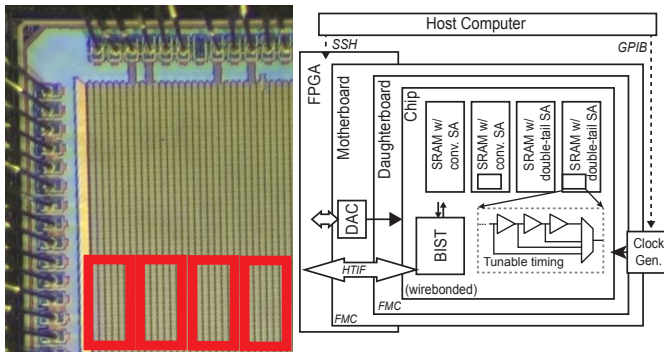 Host Computer
SSH
GPIB
FPGA
Motherboard
Daughterboard
Chip
SRAM w/
conv. SA
SRAM w/
conv. SA
SRAM w/
double-tail SA
SRAM w/
double-tail SA
DAC
BIST
Tunable timing
Clock
Gen.
HTIF
(wirebonded)
FMC
FMC